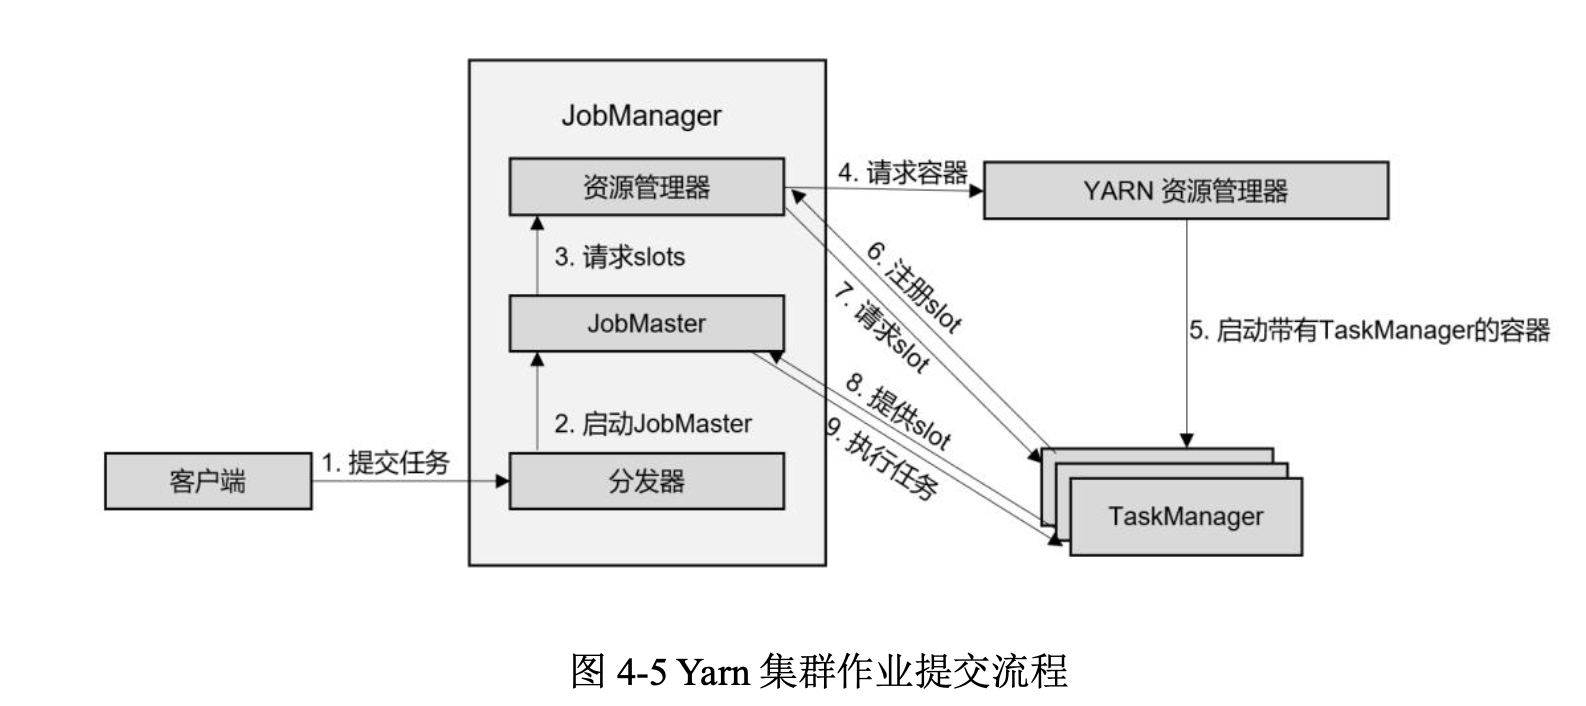 JobManager
资源管理器
4. 请求容器
YARN 资源管理器
3. 请求slots
6. 注册slot
7. 请求slot
JobMaster
5. 启动带有TaskManager的容器
8. 提供slot
9. 执行任务
2. 启动JobMaster
客户端
1. 提交任务
分发器
TaskManager
图 4-5 Yarn 集群作业提交流程